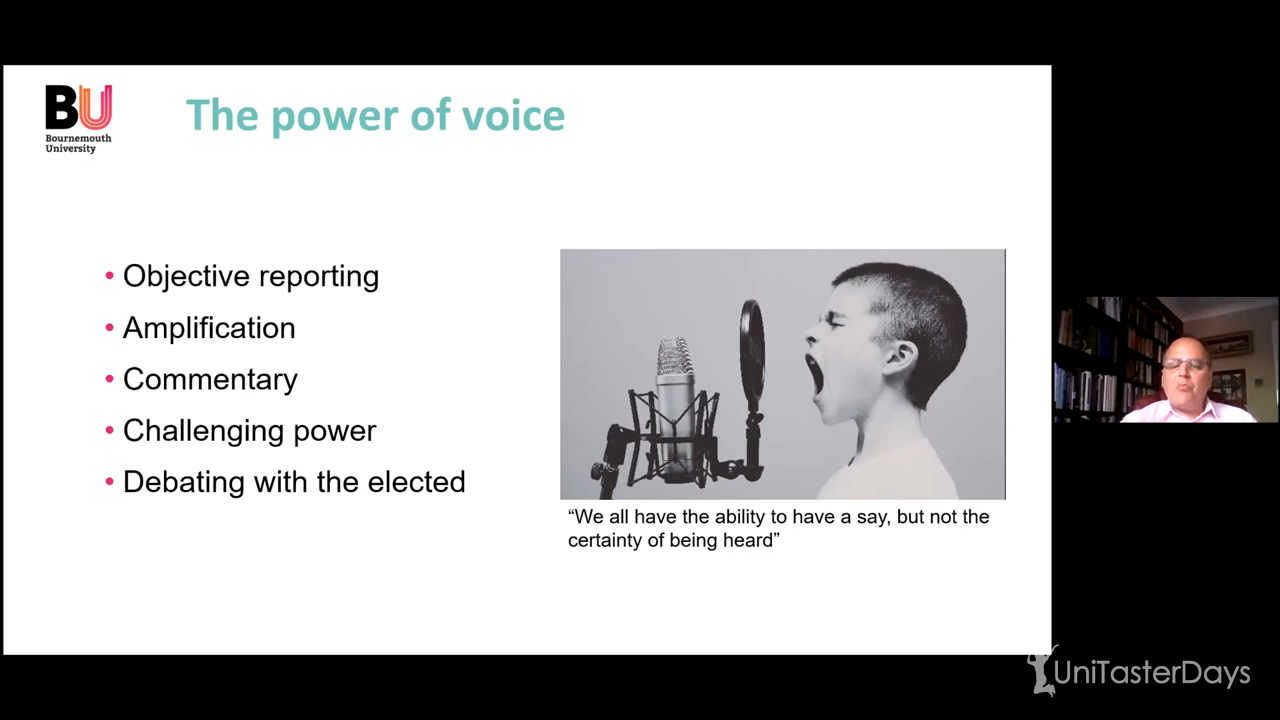 BU
Bournemouth
University
The power of voice
• Objective reporting
• Amplification
• Commentary
• Challenging power
• Debating with the elected
“We all have the ability to have a say, but not the
certainty of being heard”
UniTasterDays